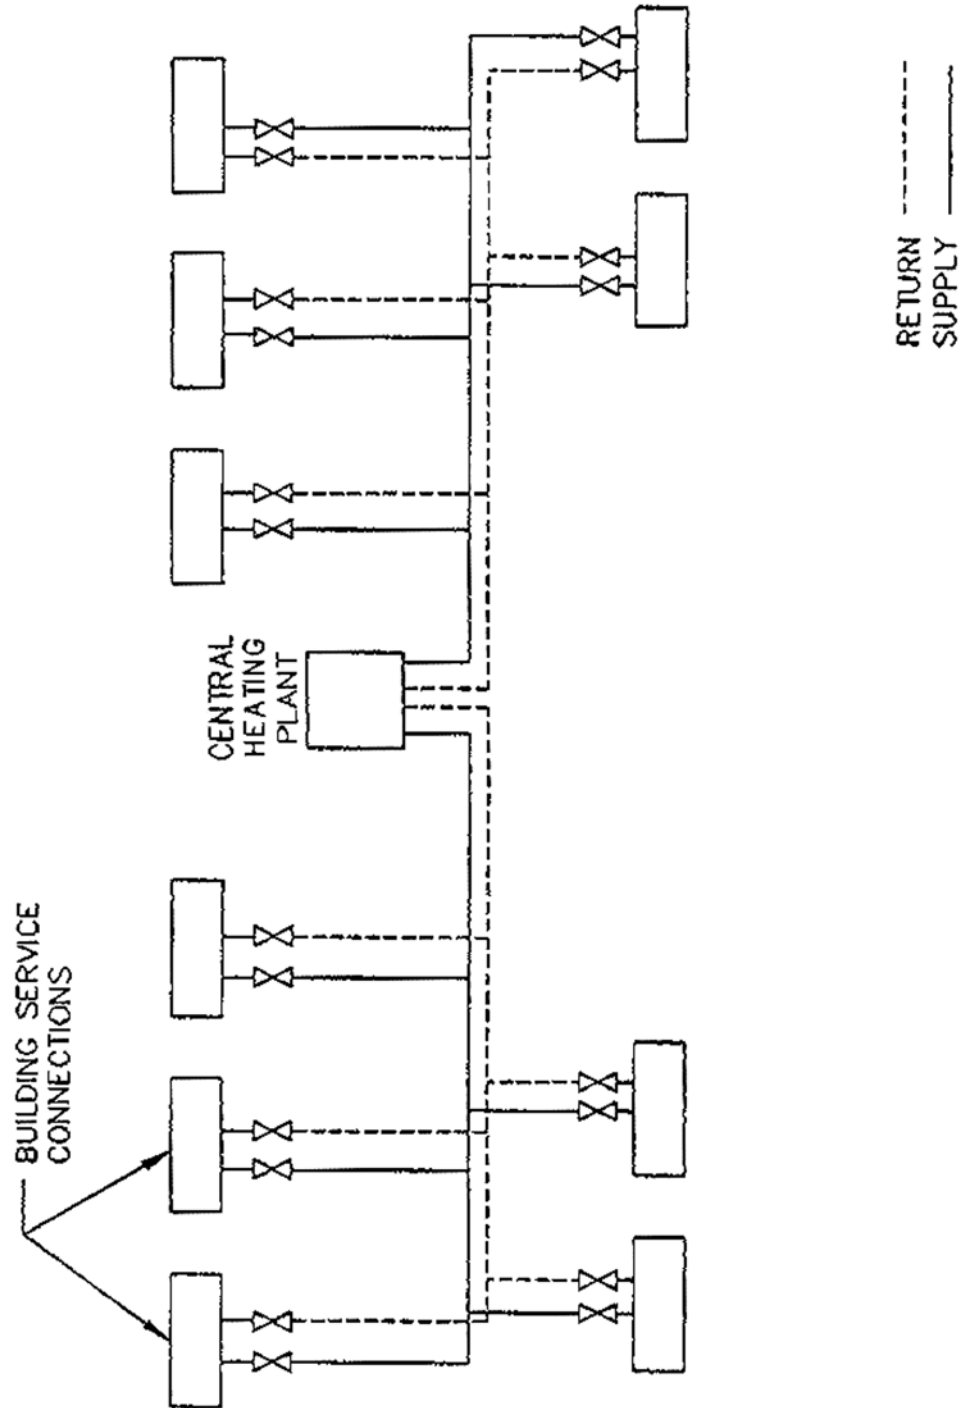 BUILDING SERVICE
CONNECTIONS
CENTRAL
HEATING
PLANT
RETURN
SUPPLY